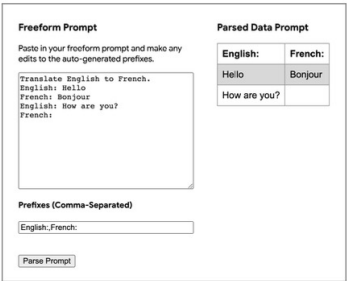 Freeform Prompt
Paste in your freeform prompt and make any
edits to the auto-generated prefixes.
Translate English to French.
English: Hello
French: Bonjour
English: How are you?
French:
Prefixes (Comma-Separated)
English:,French:
Parse Prompt
Parsed Data Prompt
English: French:
Hello Bonjour
How are you?